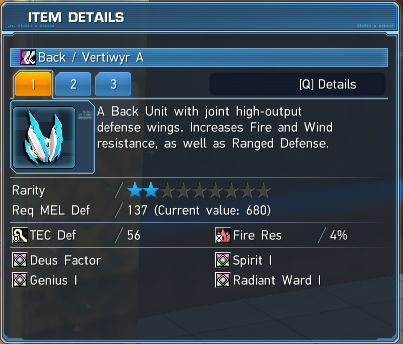 ITEM DETAILS
Back / Vertiwyr A
1 2 3 [Q] Details
A Back Unit with joint high-output
defense wings. Increases Fire and Wind
resistance, as well as Ranged Defense.
Rarity /
Req MEL Def / 137 (Current value: 680)
TEC Def / 56 Fire Res / 4%
Deus Factor Spirit I
Genius I Radiant Ward I